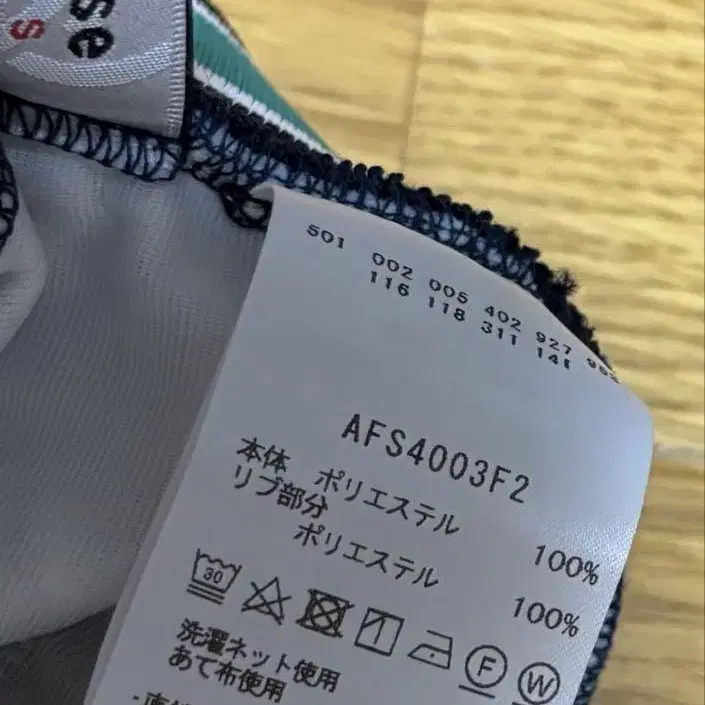 se
s
501 002 005 402 927
116 118 311 141
AFS4003F2
本体 ポリエステル 100%
リブ部分
ポリエステル 100%
30
F W
洗濯ネット使用
あて布使用